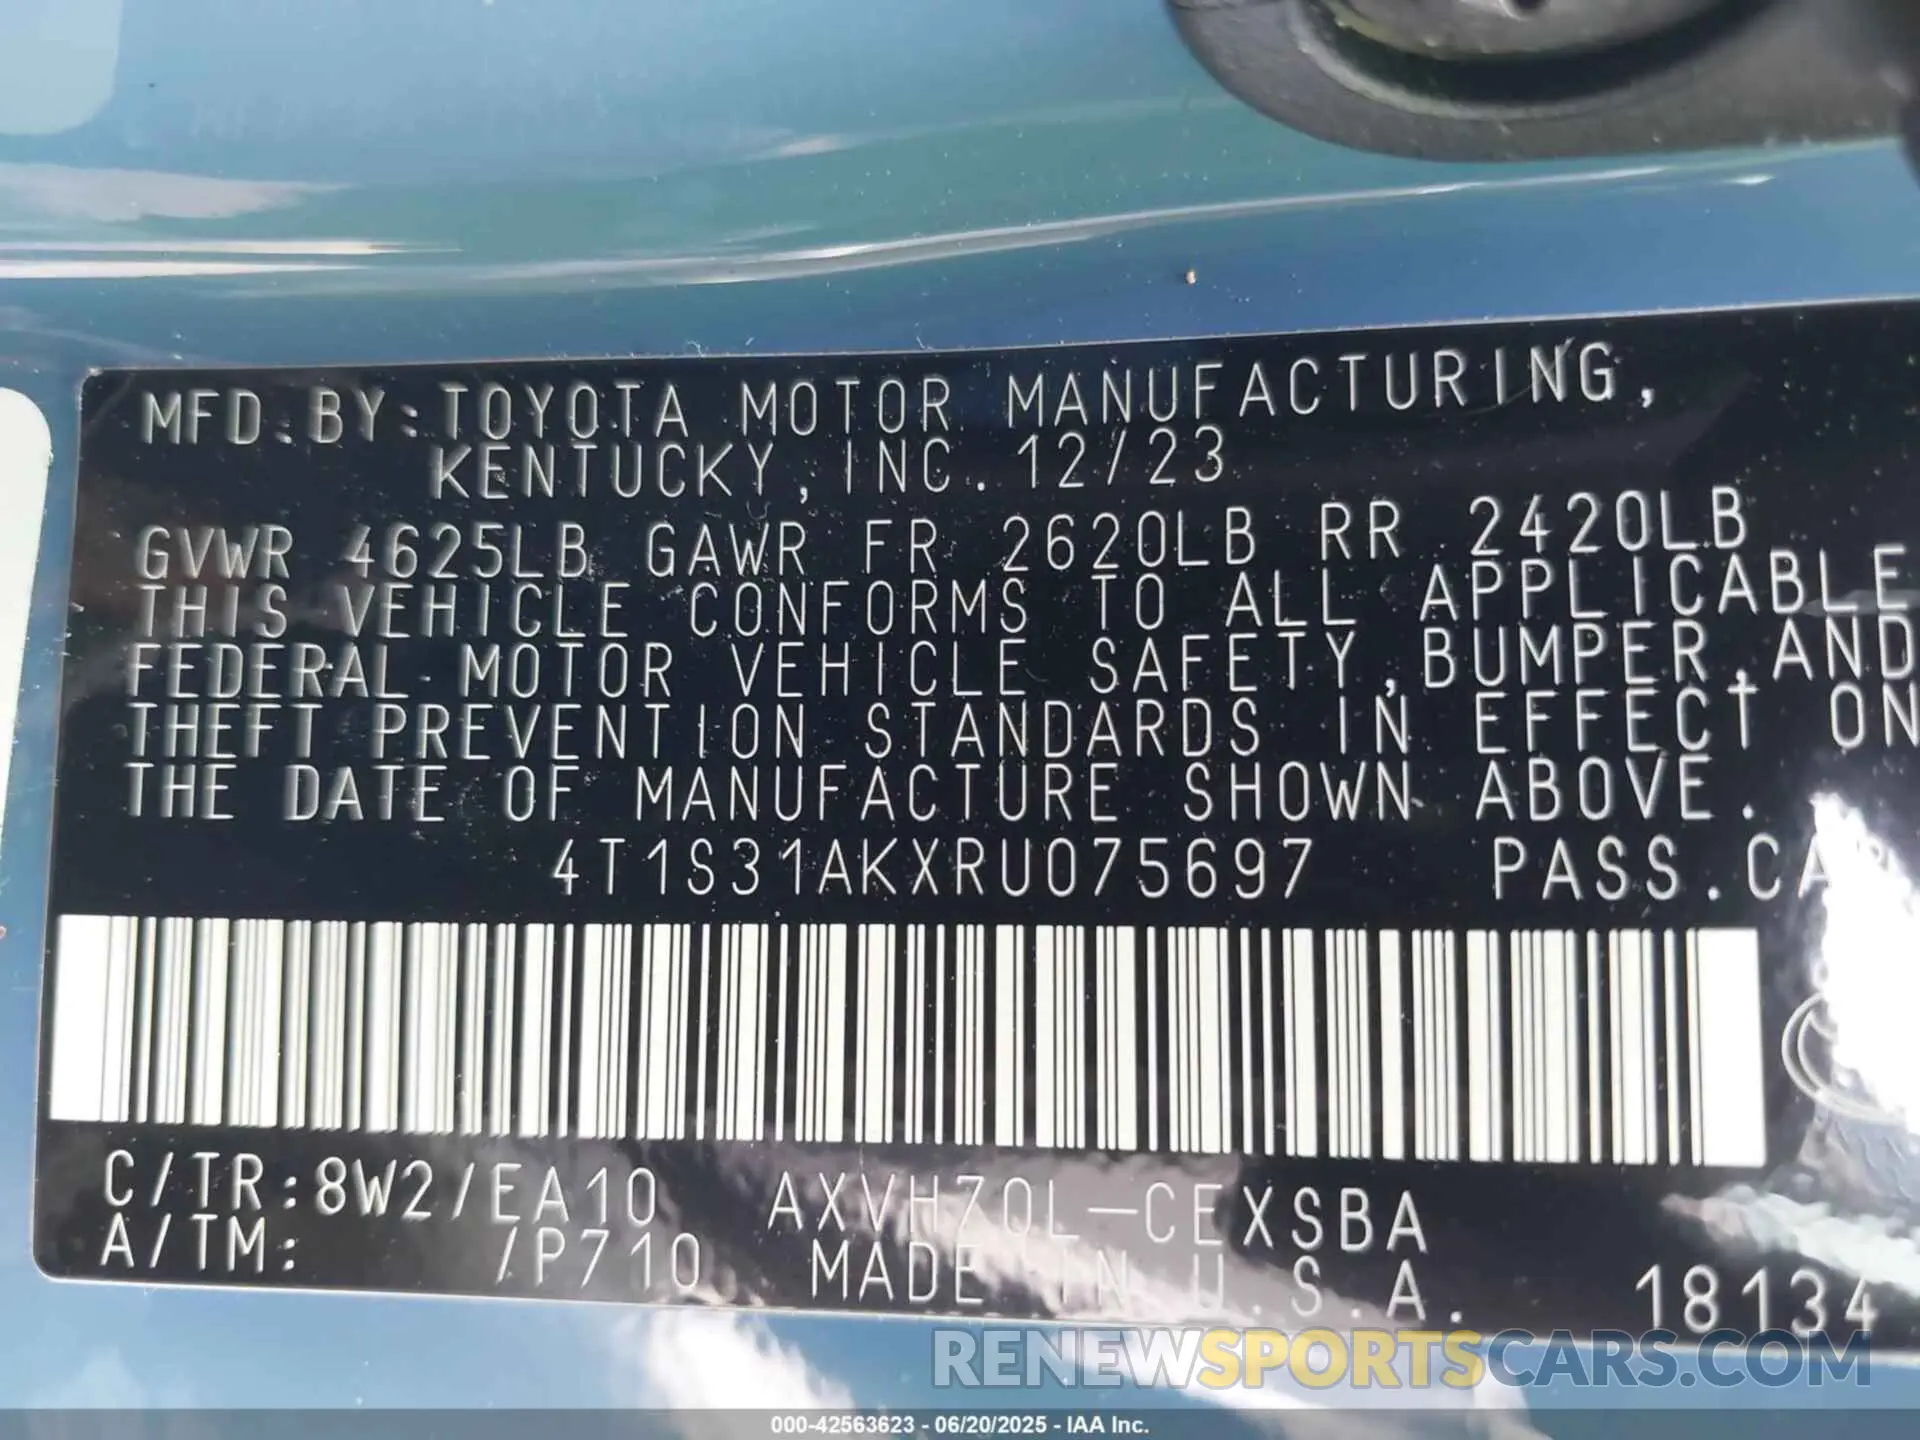 MFD.BY:TOYOTA MOTOR MANUFACTURING,
KENTUCKY,INC. 12/23
GVWR 4625LB GAWR FR 2620LB RR 2420LB
THIS VEHICLE CONFORMS TO ALL APPLICABLE
FEDERAL MOTOR VEHICLE SAFETY,BUMPER,AND
THEFT PREVENTION STANDARDS IN EFFECT ON
THE DATE OF MANUFACTURE SHOWN ABOVE.
4T1S31AKXRU075697 PASS.CAR
C/TR:8W2/EA10 AXVH70L-CEXSBA
A/TM: /P710 MADE IN U.S.A.
18134
RENEWSPORTSCARS.COM
000-42563623 - 06/20/2025 - IAA Inc.